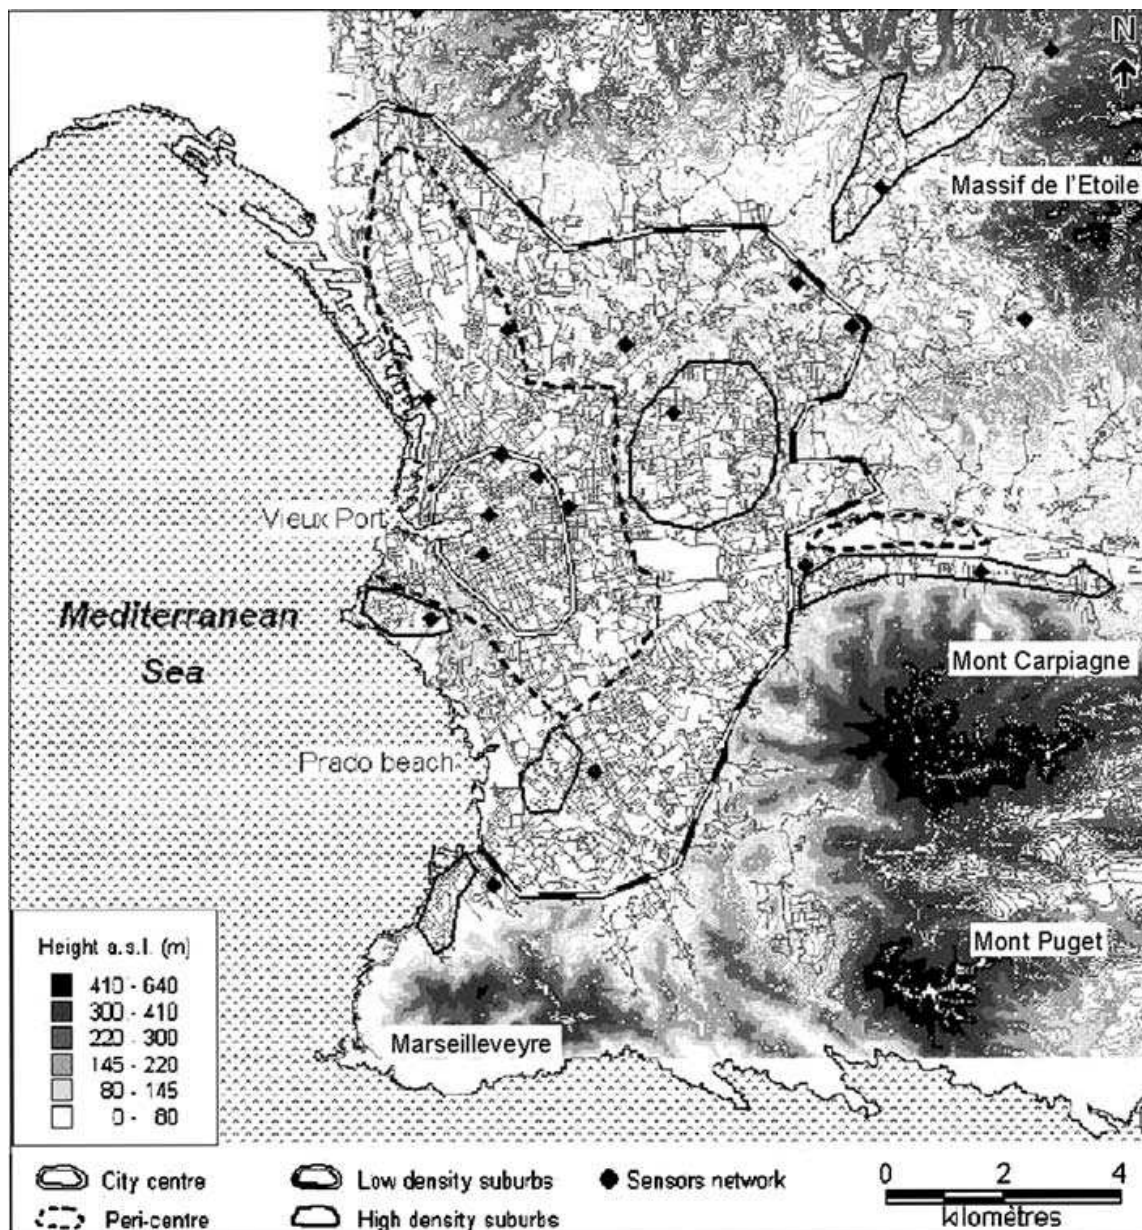 N
Massif de l'Etoile
Vieux Port
Mediterranean
Sea
Mont Carpiagne
Prado beach
Mont Puget
Marseilleveyre
Height a.s.l. (m)
410 - 640
300 - 410
220 - 300
145 - 220
80 - 145
0 - 80
City centre
Low density suburbs
Sensors network
0 2 4
Peri-centre
High density suburbs
kilomètres